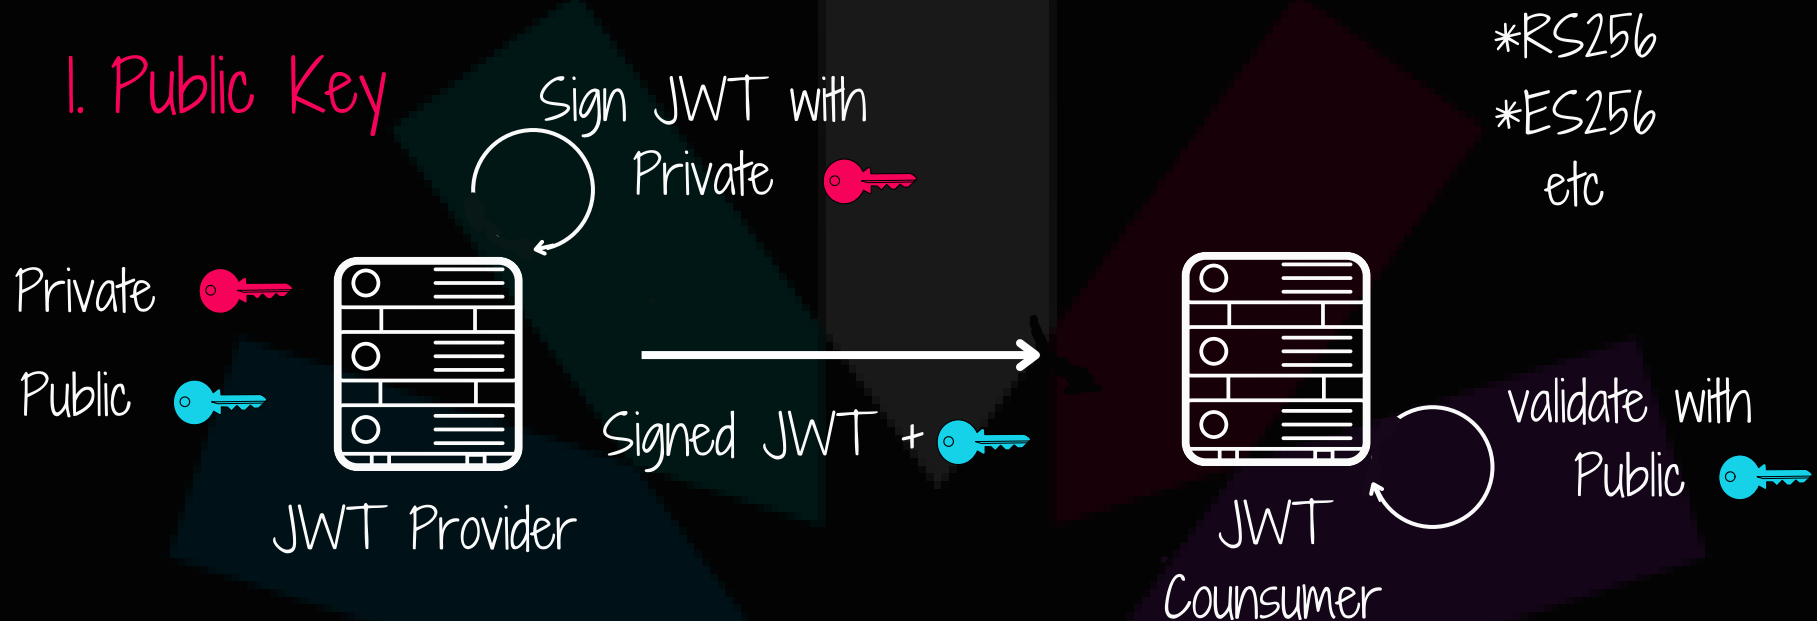 1. Public Key
Sign JWT with
Private
*RS256
*ES256
etc
Private
Public
JWT Provider
Signed JWT +
JWT
Counsumer
validate with
Public